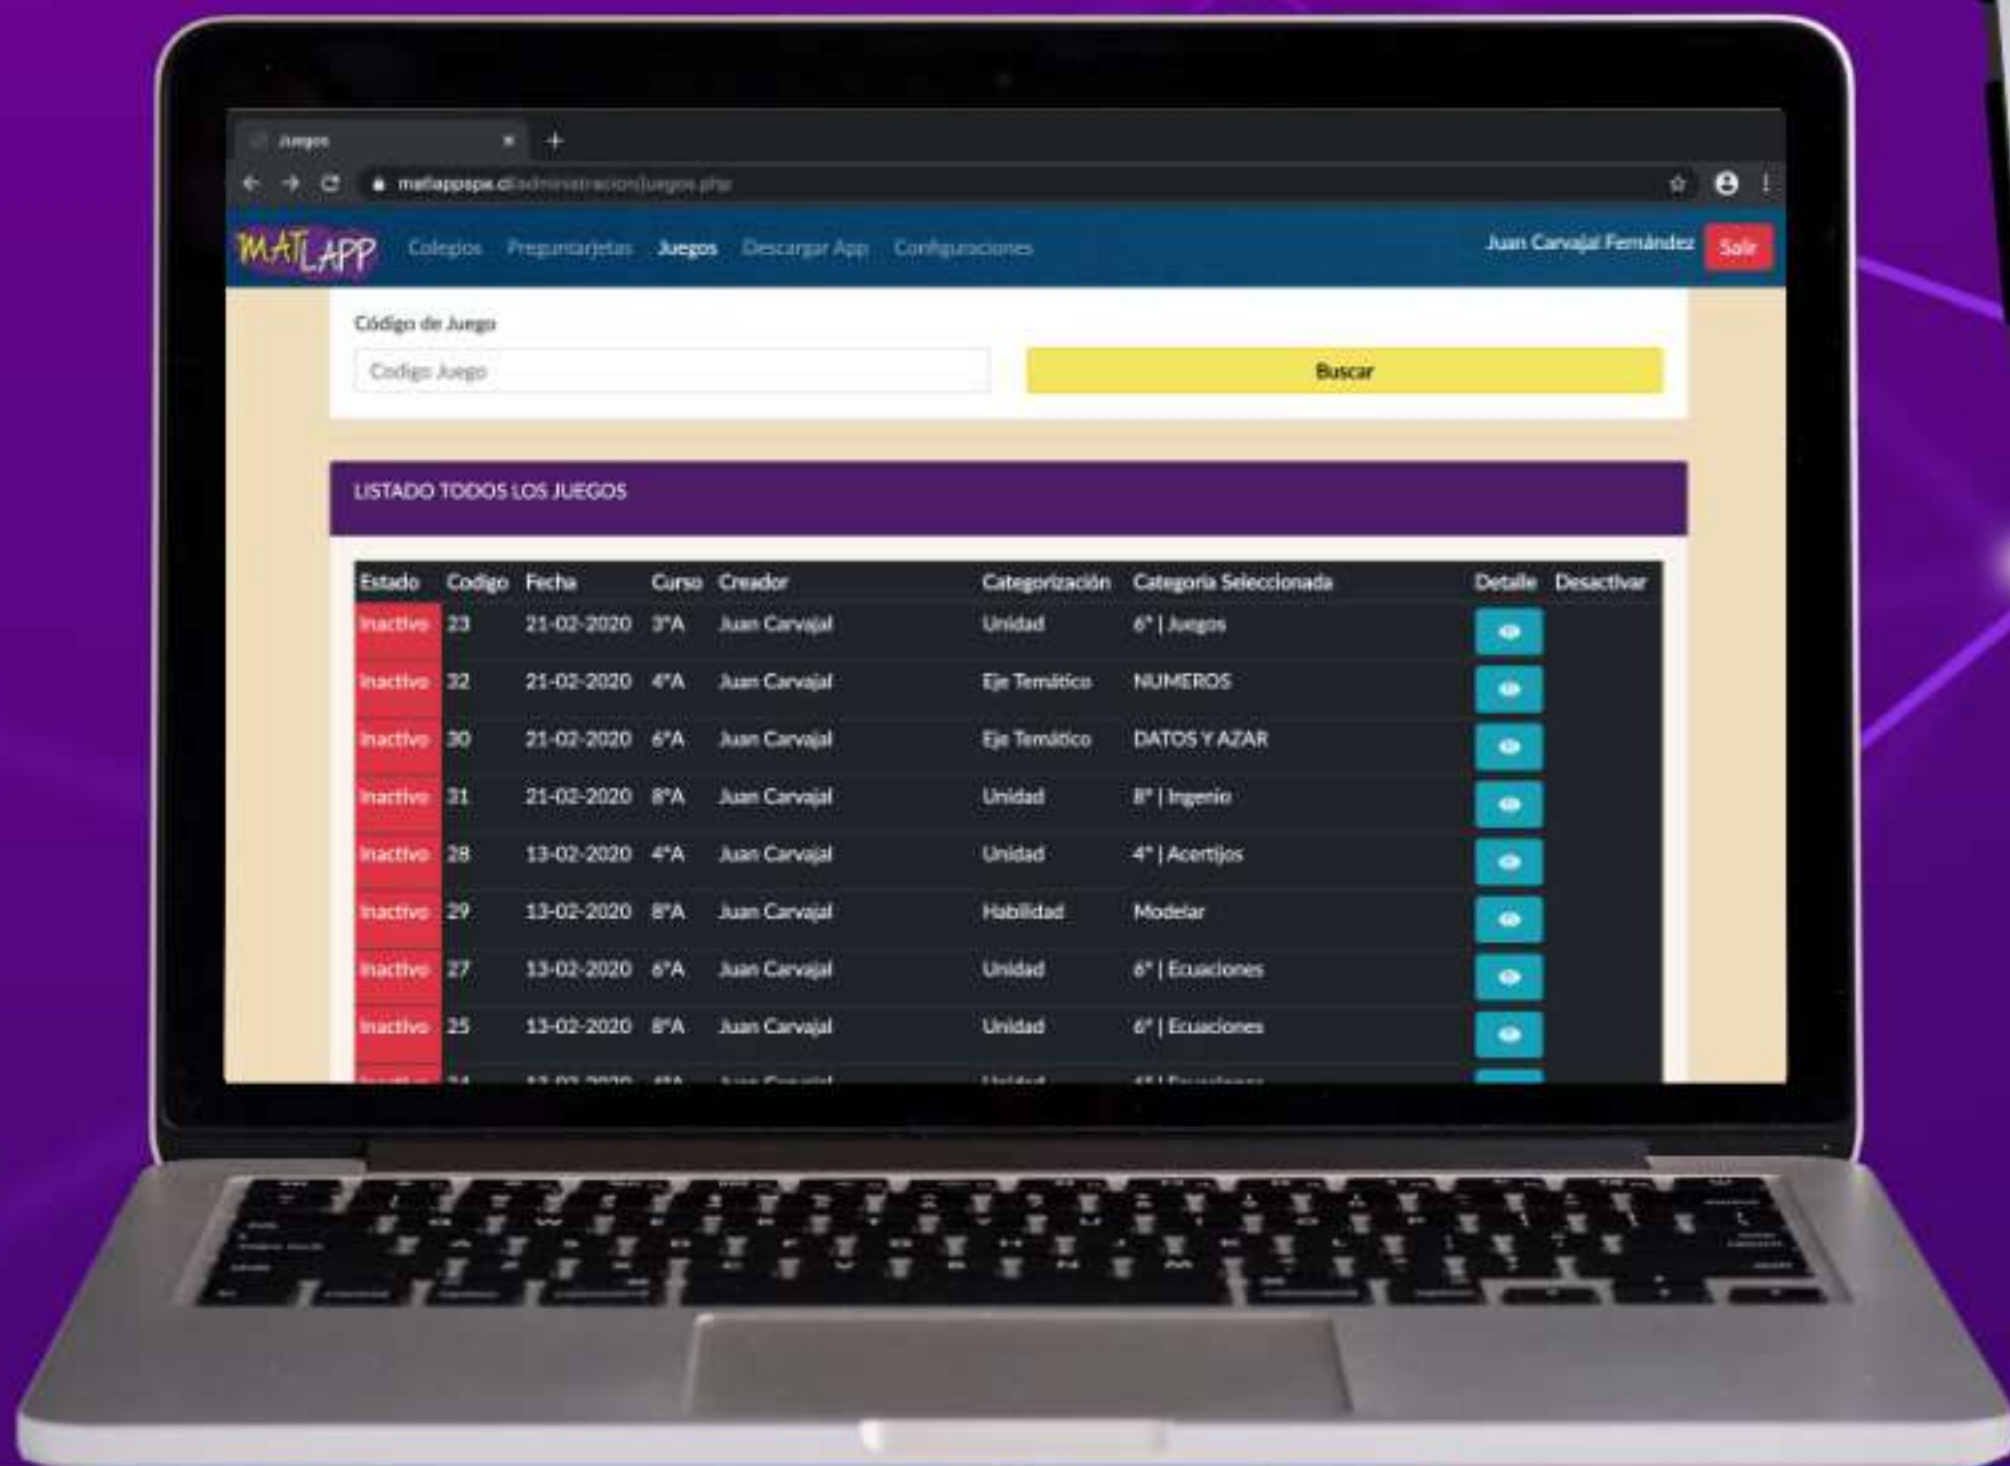 Juegos
matlappspa.cl/administracion/juegos.php
MATLAPP Colegios Preguntarjetas Juegos Descargar App Configuraciones Juan Carvajal Fernández Salir
Código de Juego
Codigo Juego Buscar
LISTADO TODOS LOS JUEGOS
Estado Codigo Fecha Curso Creador Categorización Categoria Seleccionada Detalle Desactivar
Inactivo 23 21-02-2020 3°A Juan Carvajal Unidad 6° | Juegos
Inactivo 32 21-02-2020 4°A Juan Carvajal Eje Temático NUMEROS
Inactivo 30 21-02-2020 6°A Juan Carvajal Eje Temático DATOS Y AZAR
Inactivo 31 21-02-2020 8°A Juan Carvajal Unidad 8° | Ingenio
Inactivo 28 13-02-2020 4°A Juan Carvajal Unidad 4° | Acertijos
Inactivo 29 13-02-2020 8°A Juan Carvajal Habilidad Modelar
Inactivo 27 13-02-2020 6°A Juan Carvajal Unidad 6° | Ecuaciones
Inactivo 25 13-02-2020 8°A Juan Carvajal Unidad 6° | Ecuaciones